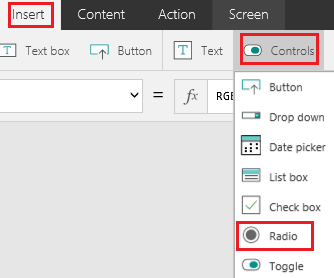 Insert Content Action Screen
Text box Button Text Controls
= fx RGB
Button
Drop down
Date picker
List box
Check box
Radio
Toggle